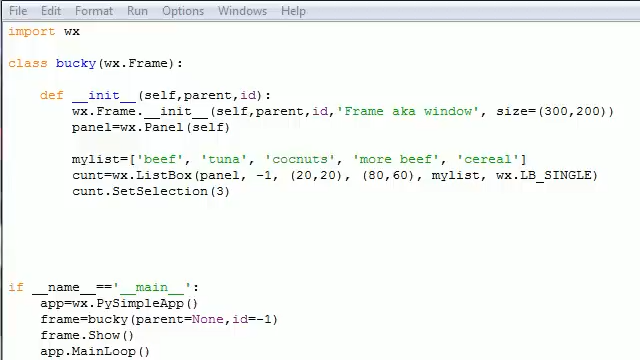 File Edit Format Run Options Windows Help
import wx
class bucky(wx.Frame):
def __init__(self,parent,id):
wx.Frame.__init__(self,parent,id,'Frame aka window', size=(300,200))
panel=wx.Panel(self)
mylist=['beef', 'tuna', 'cocnuts', 'more beef', 'cereal']
cunt=wx.ListBox(panel, -1, (20,20), (80,60), mylist, wx.LB_SINGLE)
cunt.SetSelection(3)
if __name__=='__main__':
app=wx.PySimpleApp()
frame=bucky(parent=None,id=-1)
frame.Show()
app.MainLoop()